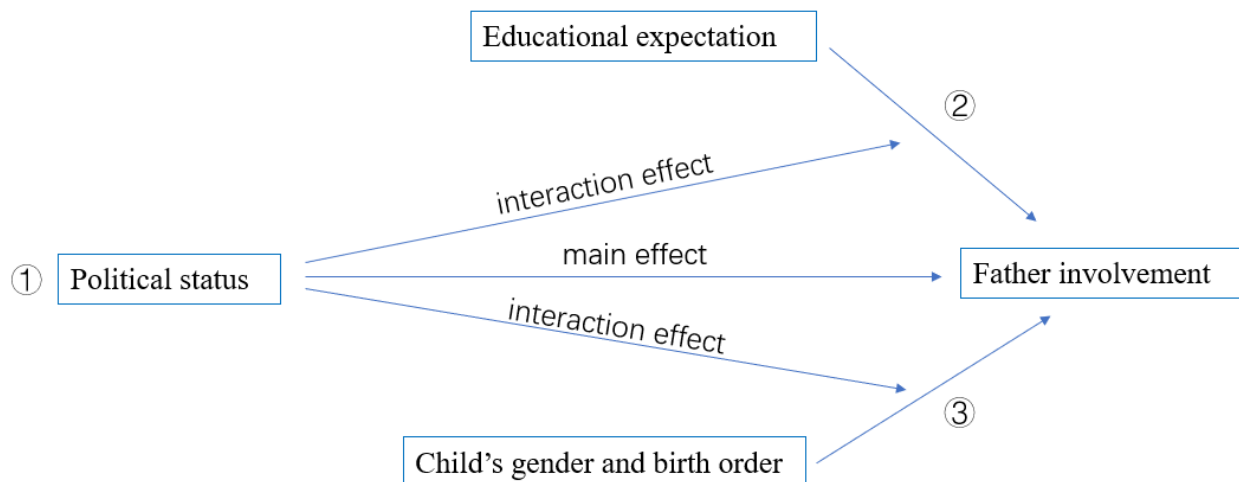 Educational expectation
②
interaction effect
main effect
① Political status
Father involvement
interaction effect
③
Child’s gender and birth order